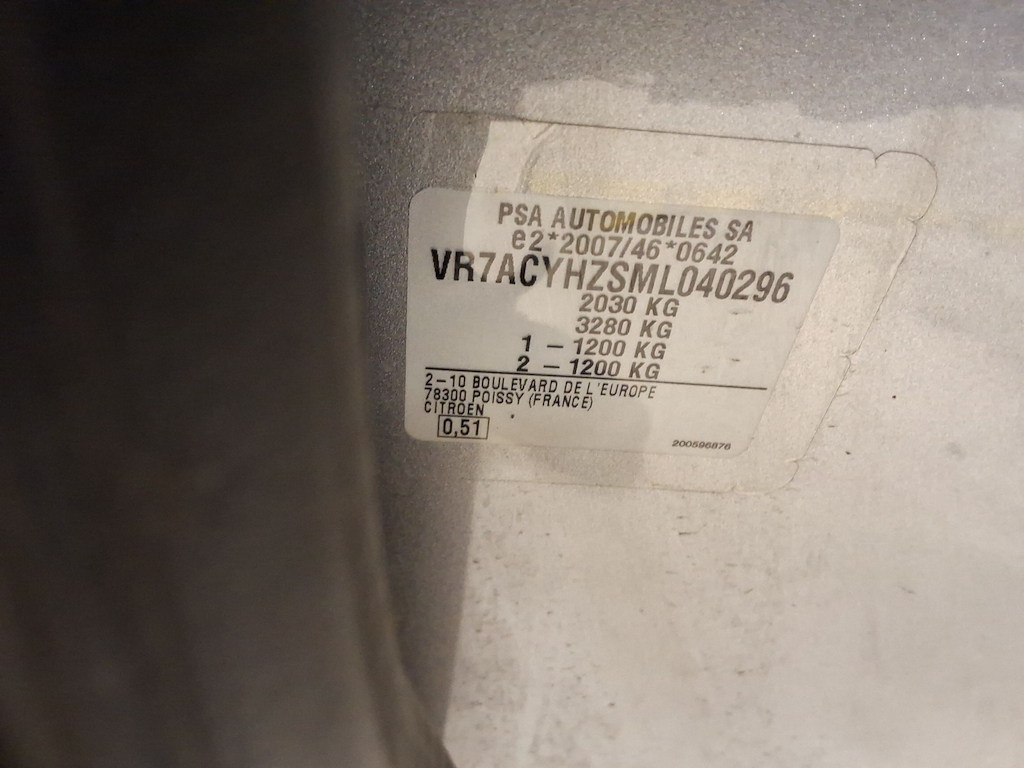 PSA AUTOMOBILES SA
e2*2007/46*0642
VR7ACYHZSML040296
2030 KG
3280 KG
1 – 1200 KG
2 – 1200 KG
2–10 BOULEVARD DE L'EUROPE
78300 POISSY (FRANCE)
CITROEN
0,51
200596876